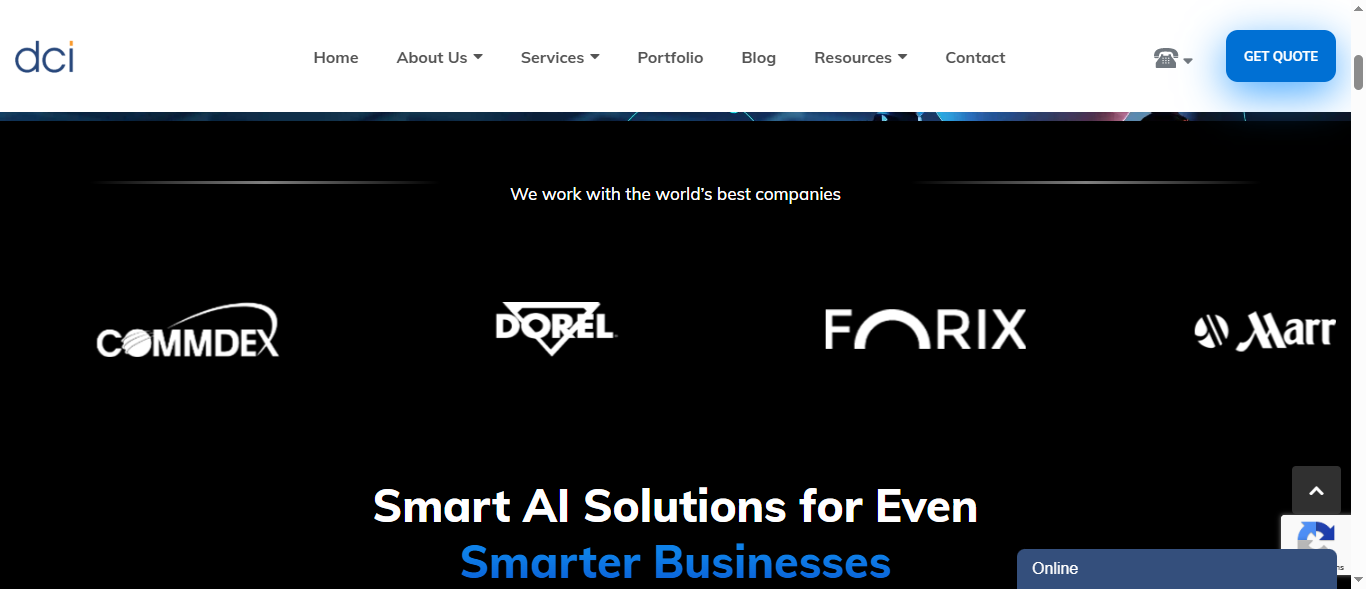 dci
Home About Us Services Portfolio Blog Resources Contact
GET QUOTE
We work with the world’s best companies
COMMDEX DOREL FORIX Marr
Smart AI Solutions for Even
Smarter Businesses
Online